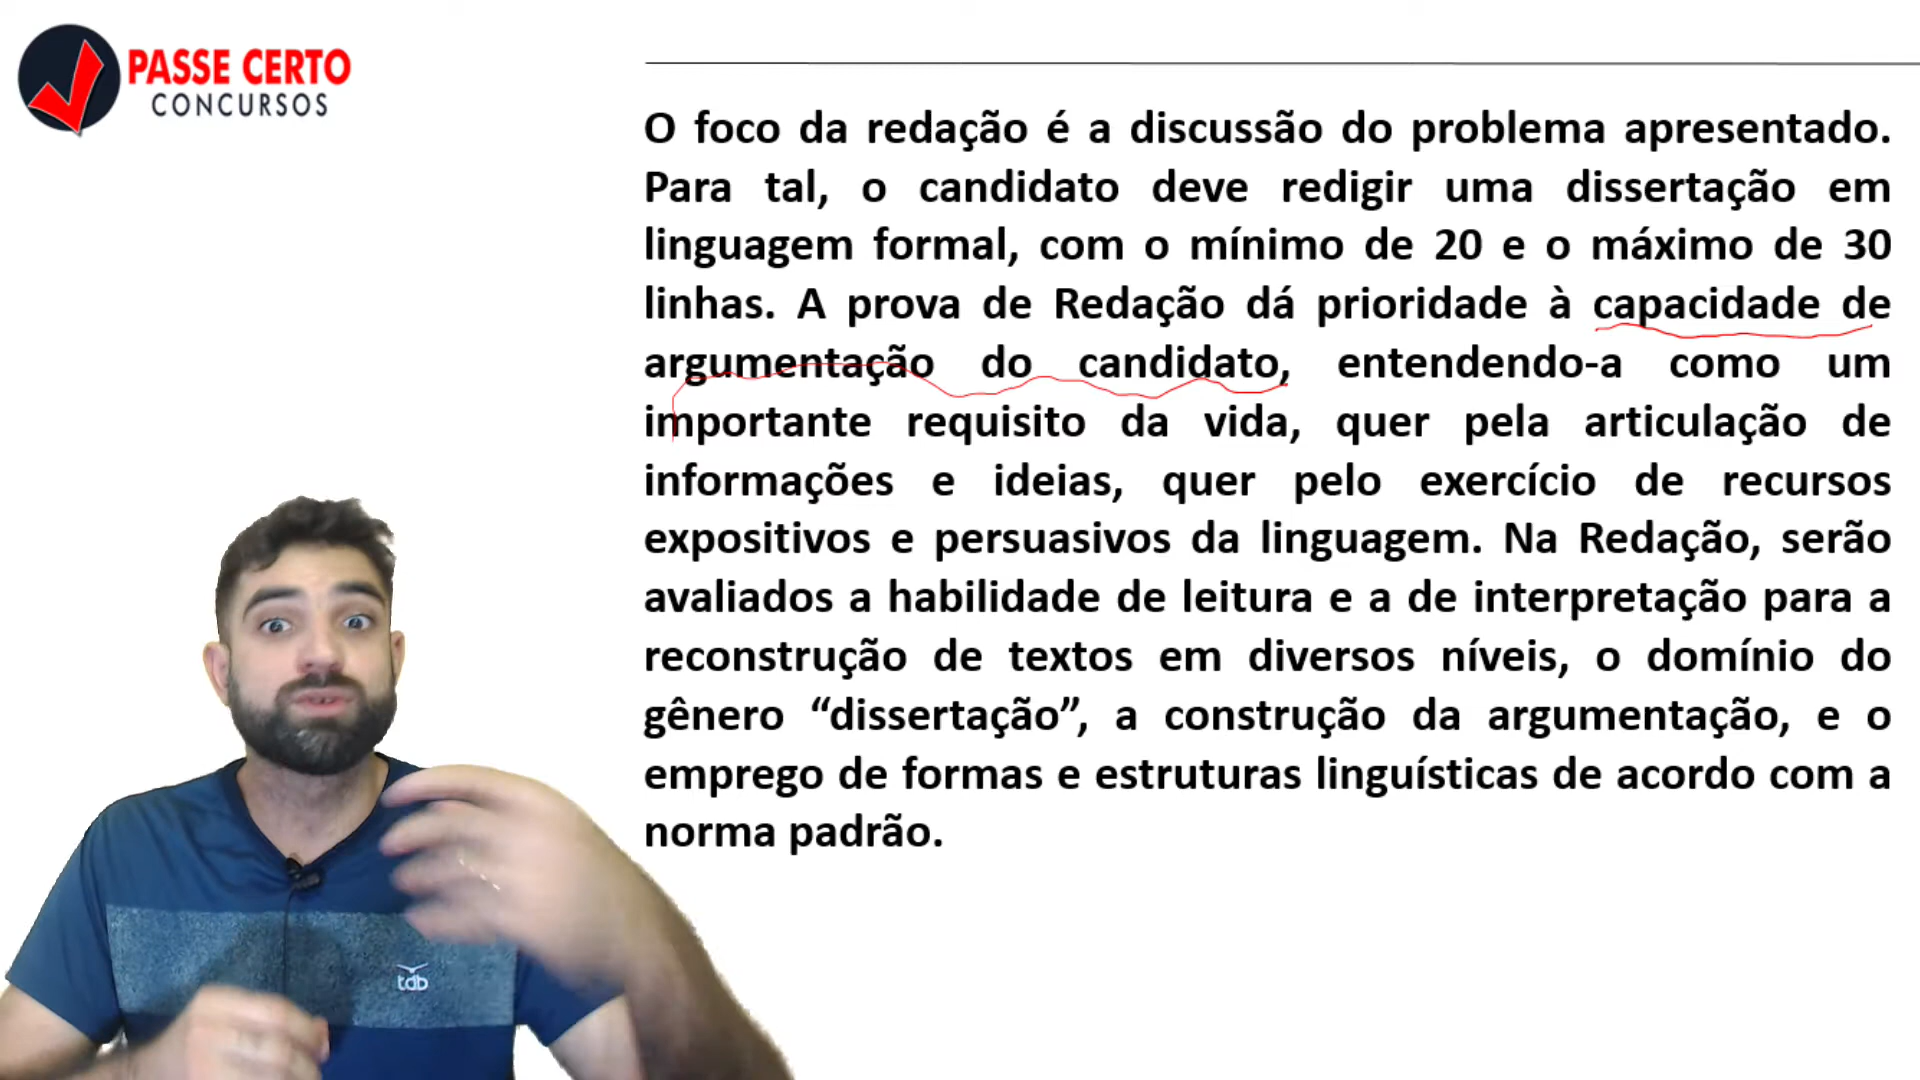 PASSE CERTO
CONCURSOS
O foco da redação é a discussão do problema apresentado.
Para tal, o candidato deve redigir uma dissertação em
linguagem formal, com o mínimo de 20 e o máximo de 30
linhas. A prova de Redação dá prioridade à capacidade de
argumentação do candidato, entendendo-a como um
importante requisito da vida, quer pela articulação de
informações e ideias, quer pelo exercício de recursos
expositivos e persuasivos da linguagem. Na Redação, serão
avaliados a habilidade de leitura e a de interpretação para a
reconstrução de textos em diversos níveis, o domínio do
gênero “dissertação”, a construção da argumentação, e o
emprego de formas e estruturas linguísticas de acordo com a
norma padrão.
tdb